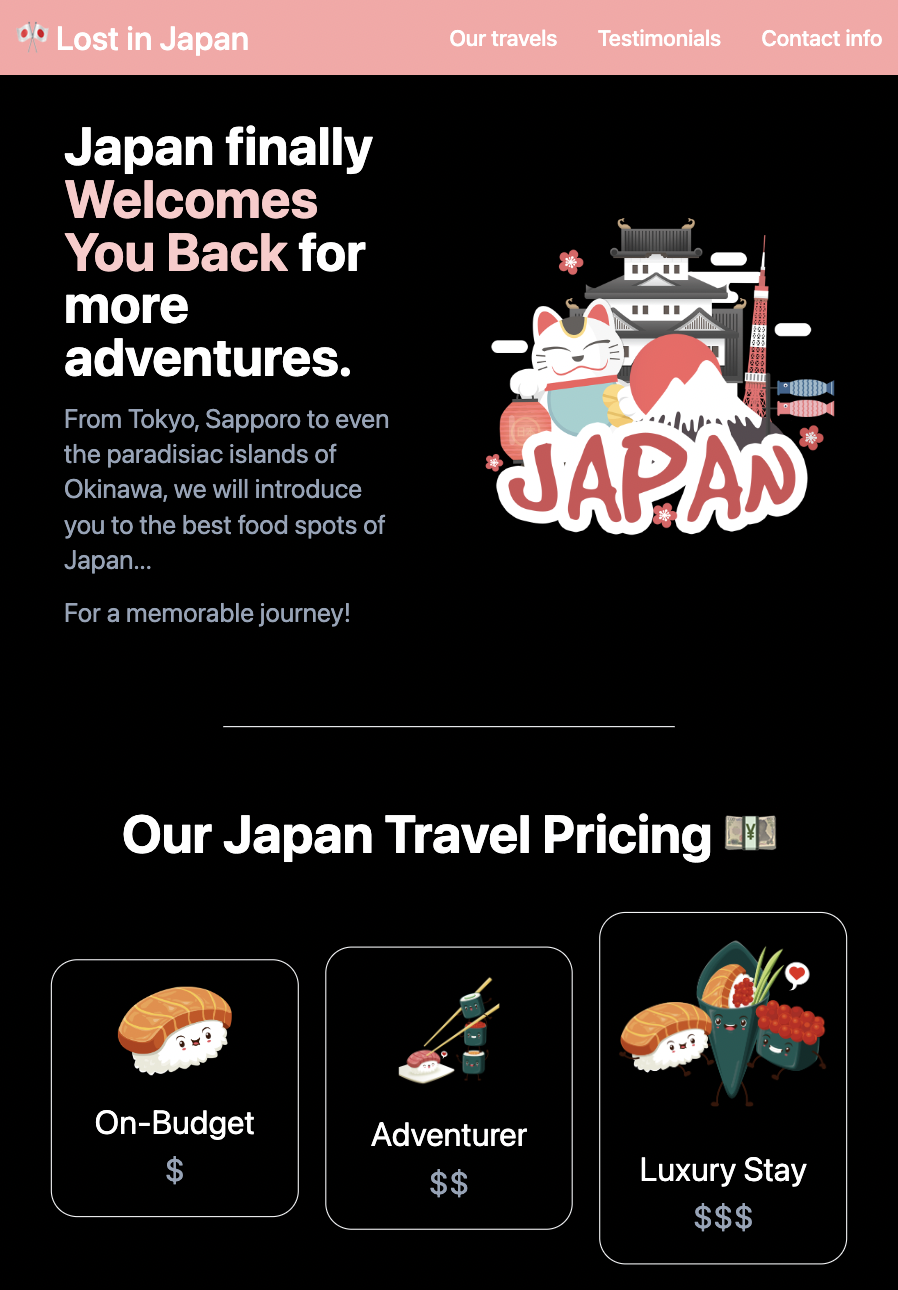 🎌 Lost in Japan
Our travels Testimonials Contact info
Japan finally
Welcomes
You Back for
more
adventures.
From Tokyo, Sapporo to even
the paradisiac islands of
Okinawa, we will introduce
you to the best food spots of
Japan...
For a memorable journey!
JAPAN
Our Japan Travel Pricing 💴
On-Budget
$
Adventurer
$$
Luxury Stay
$$$